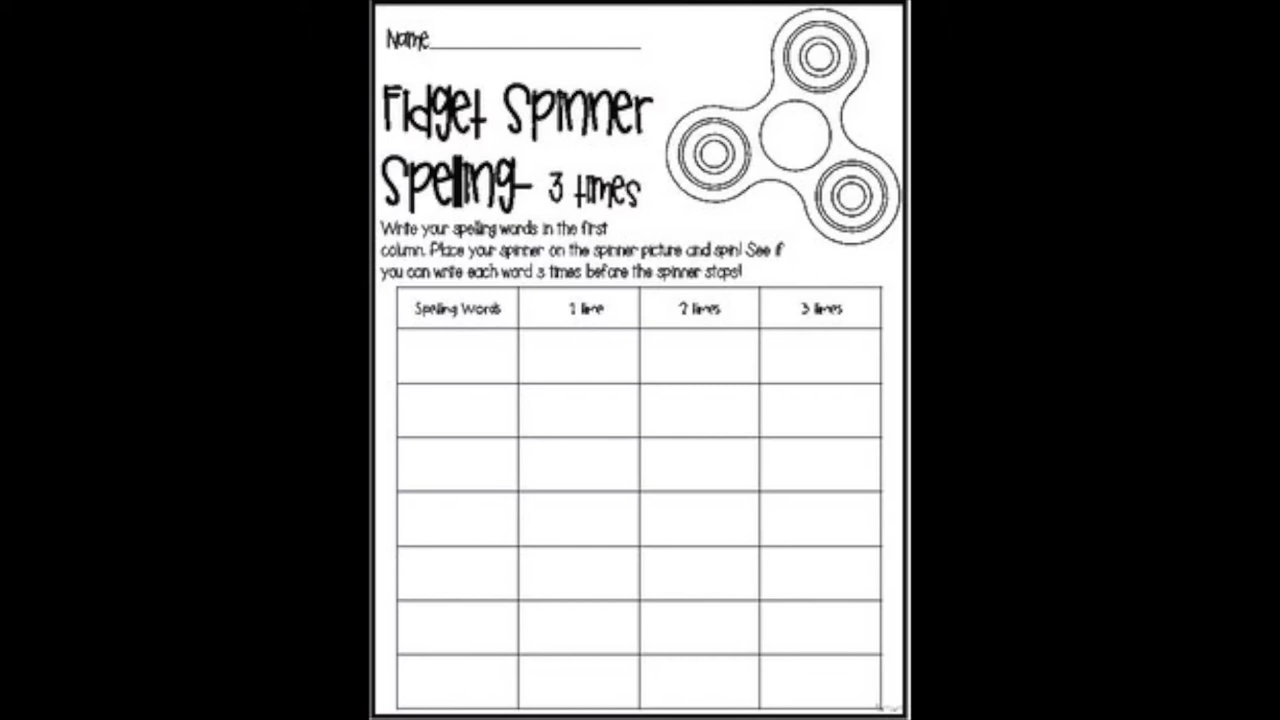 Name
Fidget Spinner
Spelling- 3 times
Write your spelling words in the first
column. Place your spinner on the spinner picture and spin! See if
you can write each word 3 times before the spinner stops!
Spelling Words 1 time 2 times 3 times